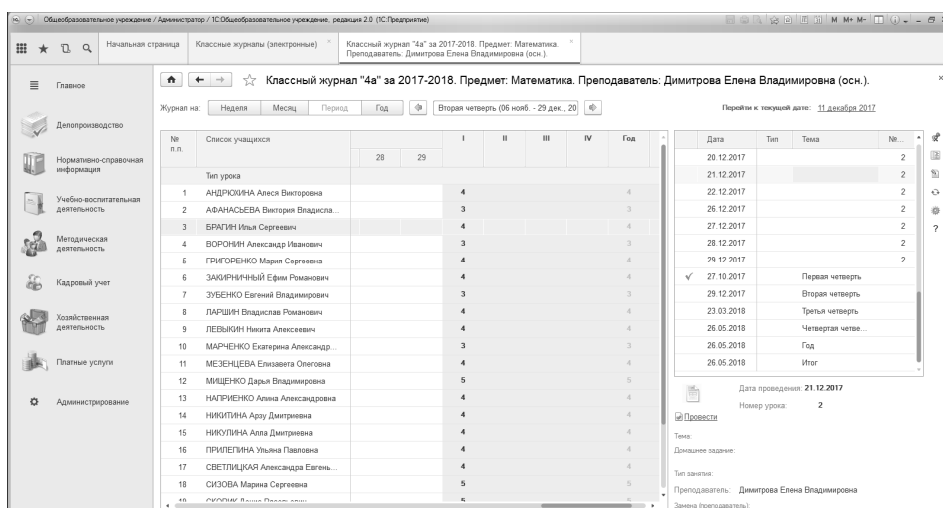 Общеобразовательное учреждение / Администратор / 1С:Общеобразовательное учреждение, редакция 2.0 (1С:Предприятие)
M M+ M-
Начальная страница
Классные журналы (электронные) ×
Классный журнал "4а" за 2017-2018. Предмет: Математика. ×
Преподаватель: Димитрова Елена Владимировна (осн.).
Главное
Делопроизводство
Нормативно-справочная
информация
Учебно-воспитательная
деятельность
Методическая
деятельность
Кадровый учет
Хозяйственная
деятельность
Платные услуги
Администрирование
Классный журнал "4а" за 2017-2018. Предмет: Математика. Преподаватель: Димитрова Елена Владимировна (осн.). ×
Журнал на: Неделя Месяц Период Год Вторая четверть (06 нояб. - 29 дек., 20 Перейти к текущей дате: 11 декабря 2017
№ п.п. Список учащихся 28 29 I II III IV Год
Тип урока
1 АНДРЮХИНА Алеся Викторовна 4 4
2 АФАНАСЬЕВА Виктория Владисла... 3 3
3 БРАГИН Илья Сергеевич 4 4
4 ВОРОНИН Александр Иванович 3 3
5 ГРИГОРЕНКО Мария Сергеевна 4 4
6 ЗАКИРНИЧНЫЙ Ефим Романович 4 4
7 ЗУБЕНКО Евгений Владимирович 3 3
8 ЛАРШИН Владислав Романович 4 4
9 ЛЕВЫКИН Никита Алексеевич 4 4
10 МАРЧЕНКО Екатерина Александр... 3 3
11 МЕЗЕНЦЕВА Елизавета Олеговна 4 4
12 МИЩЕНКО Дарья Владимировна 5 5
13 НАПРИЕНКО Алина Александровна 4 4
14 НИКИТИНА Арзу Дмитриевна 4 4
15 НИКУЛИНА Алла Дмитриевна 4 4
16 ПРИЛЕПИНА Ульяна Павловна 4 4
17 СВЕТЛИЦКАЯ Александра Евгень... 4 4
18 СИЗОВА Марина Сергеевна 5 5
19 5 5
Дата Тип Тема №...
20.12.2017 2
21.12.2017 2
22.12.2017 2
26.12.2017 2
27.12.2017 2
28.12.2017 2
29.12.2017 2
27.10.2017 Первая четверть
29.12.2017 Вторая четверть
23.03.2018 Третья четверть
26.05.2018 Четвертая четве...
26.05.2018 Год
26.05.2018 Итог
Дата проведения: 21.12.2017
Номер урока: 2
Провести
Тема:
Домашнее задание:
Тип занятия:
Преподаватель: Димитрова Елена Владимировна
Замена (преподаватель):
?